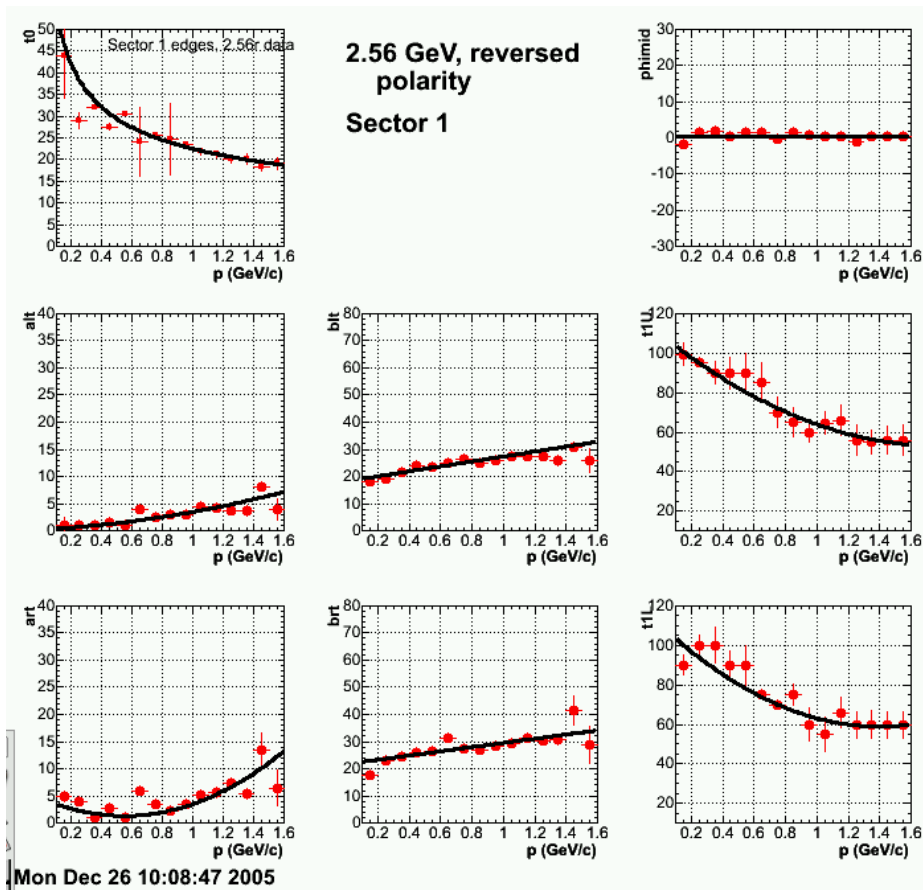 t0
50
45
40
35
30
25
20
15
10
5
0
Sector 1 edges, 2.56r data
0.2 0.4 0.6 0.8 1 1.2 1.4 1.6
p (GeV/c)
2.56 GeV, reversed
polarity
Sector 1
phimid
30
20
10
0
-10
-20
-30
0.2 0.4 0.6 0.8 1 1.2 1.4 1.6
p (GeV/c)
alt
40
35
30
25
20
15
10
5
0
0.2 0.4 0.6 0.8 1 1.2 1.4 1.6
p (GeV/c)
blt
80
70
60
50
40
30
20
10
0
0.2 0.4 0.6 0.8 1 1.2 1.4 1.6
p (GeV/c)
t1U
120
100
80
60
40
20
0.2 0.4 0.6 0.8 1 1.2 1.4 1.6
p (GeV/c)
art
40
35
30
25
20
15
10
5
0
0.2 0.4 0.6 0.8 1 1.2 1.4 1.6
p (GeV/c)
brt
80
70
60
50
40
30
20
10
0
0.2 0.4 0.6 0.8 1 1.2 1.4 1.6
p (GeV/c)
t1L
120
100
80
60
40
20
0.2 0.4 0.6 0.8 1 1.2 1.4 1.6
p (GeV/c)
Mon Dec 26 10:08:47 2005